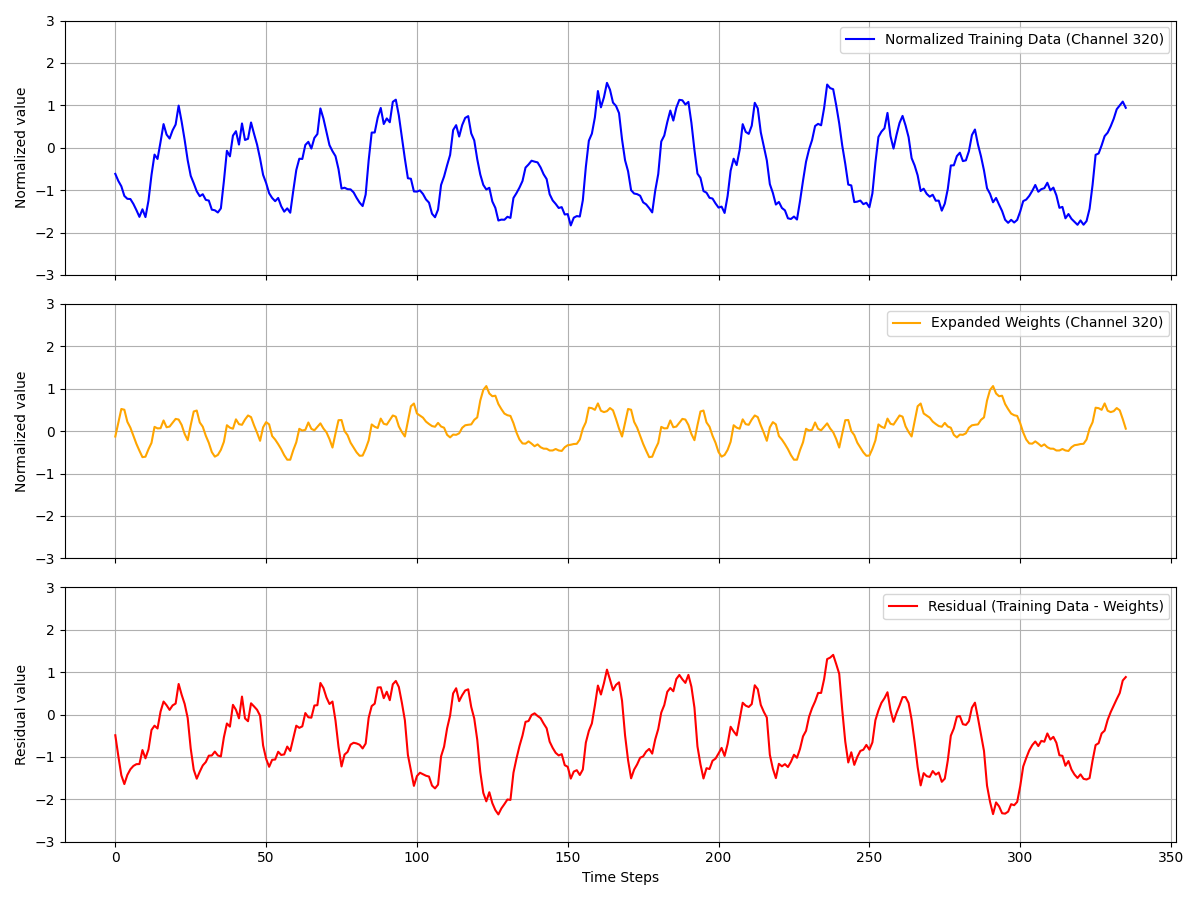 Normalized value
3
2
1
0
−1
−2
−3
Normalized Training Data (Channel 320)
Normalized value
3
2
1
0
−1
−2
−3
Expanded Weights (Channel 320)
Residual value
3
2
1
0
−1
−2
−3
Residual (Training Data - Weights)
0 50 100 150 200 250 300 350
Time Steps